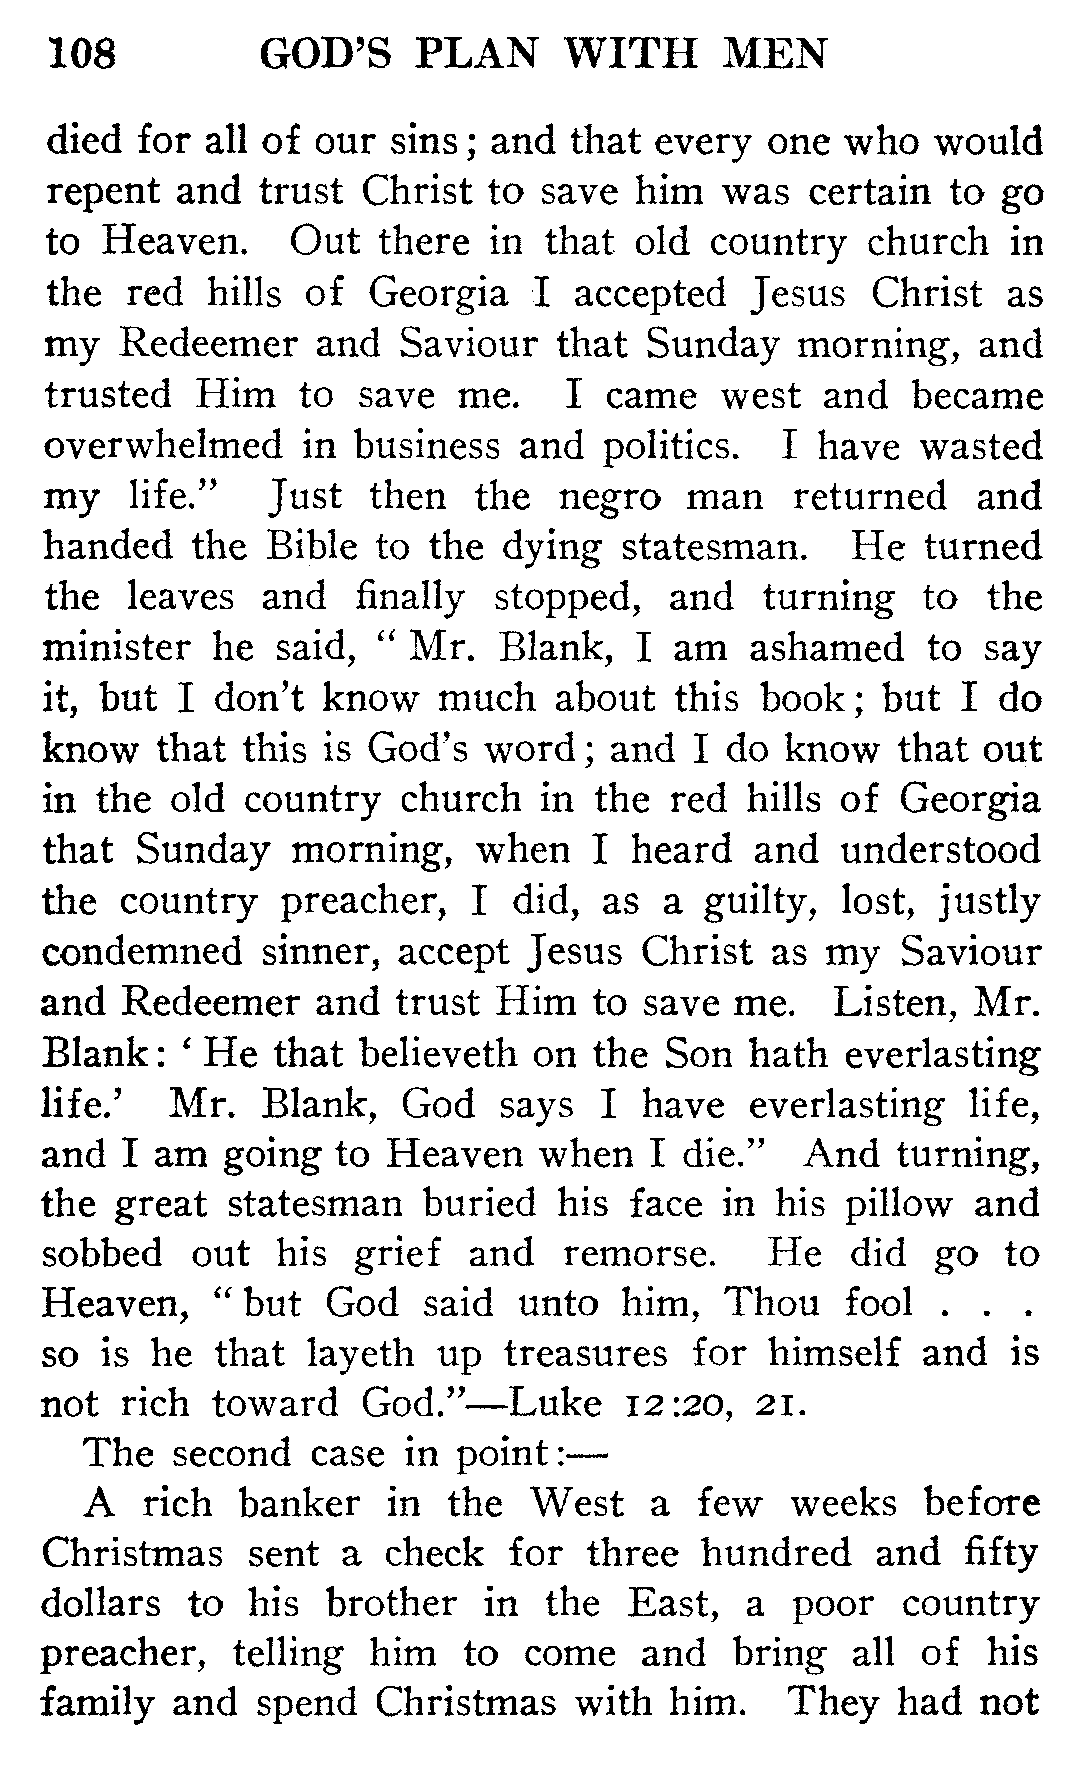 108 GOD'S PLAN WITH MEN
died for all of our sins; and that every one who would
repent and trust Christ to save him was certain to go
to Heaven. Out there in that old country church in
the red hills of Georgia I accepted Jesus Christ as
my Redeemer and Saviour that Sunday morning, and
trusted Him to save me. I came west and became
overwhelmed in business and politics. I have wasted
my life." Just then the negro man returned and
handed the Bible to the dying statesman. He turned
the leaves and finally stopped, and turning to the
minister he said, "Mr. Blank, I am ashamed to say
it, but I don't know much about this book; but I do
know that this is God's word; and I do know that out
in the old country church in the red hills of Georgia
that Sunday morning, when I heard and understood
the country preacher, I did, as a guilty, lost, justly
condemned sinner, accept Jesus Christ as my Saviour
and Redeemer and trust Him to save me. Listen, Mr.
Blank: 'He that believeth on the Son hath everlasting
life.' Mr. Blank, God says I have everlasting life,
and I am going to Heaven when I die." And turning,
the great statesman buried his face in his pillow and
sobbed out his grief and remorse. He did go to
Heaven, "but God said unto him, Thou fool . . .
so is he that layeth up treasures for himself and is
not rich toward God."—Luke 12:20, 21.
The second case in point:—
A rich banker in the West a few weeks before
Christmas sent a check for three hundred and fifty
dollars to his brother in the East, a poor country
preacher, telling him to come and bring all of his
family and spend Christmas with him. They had not